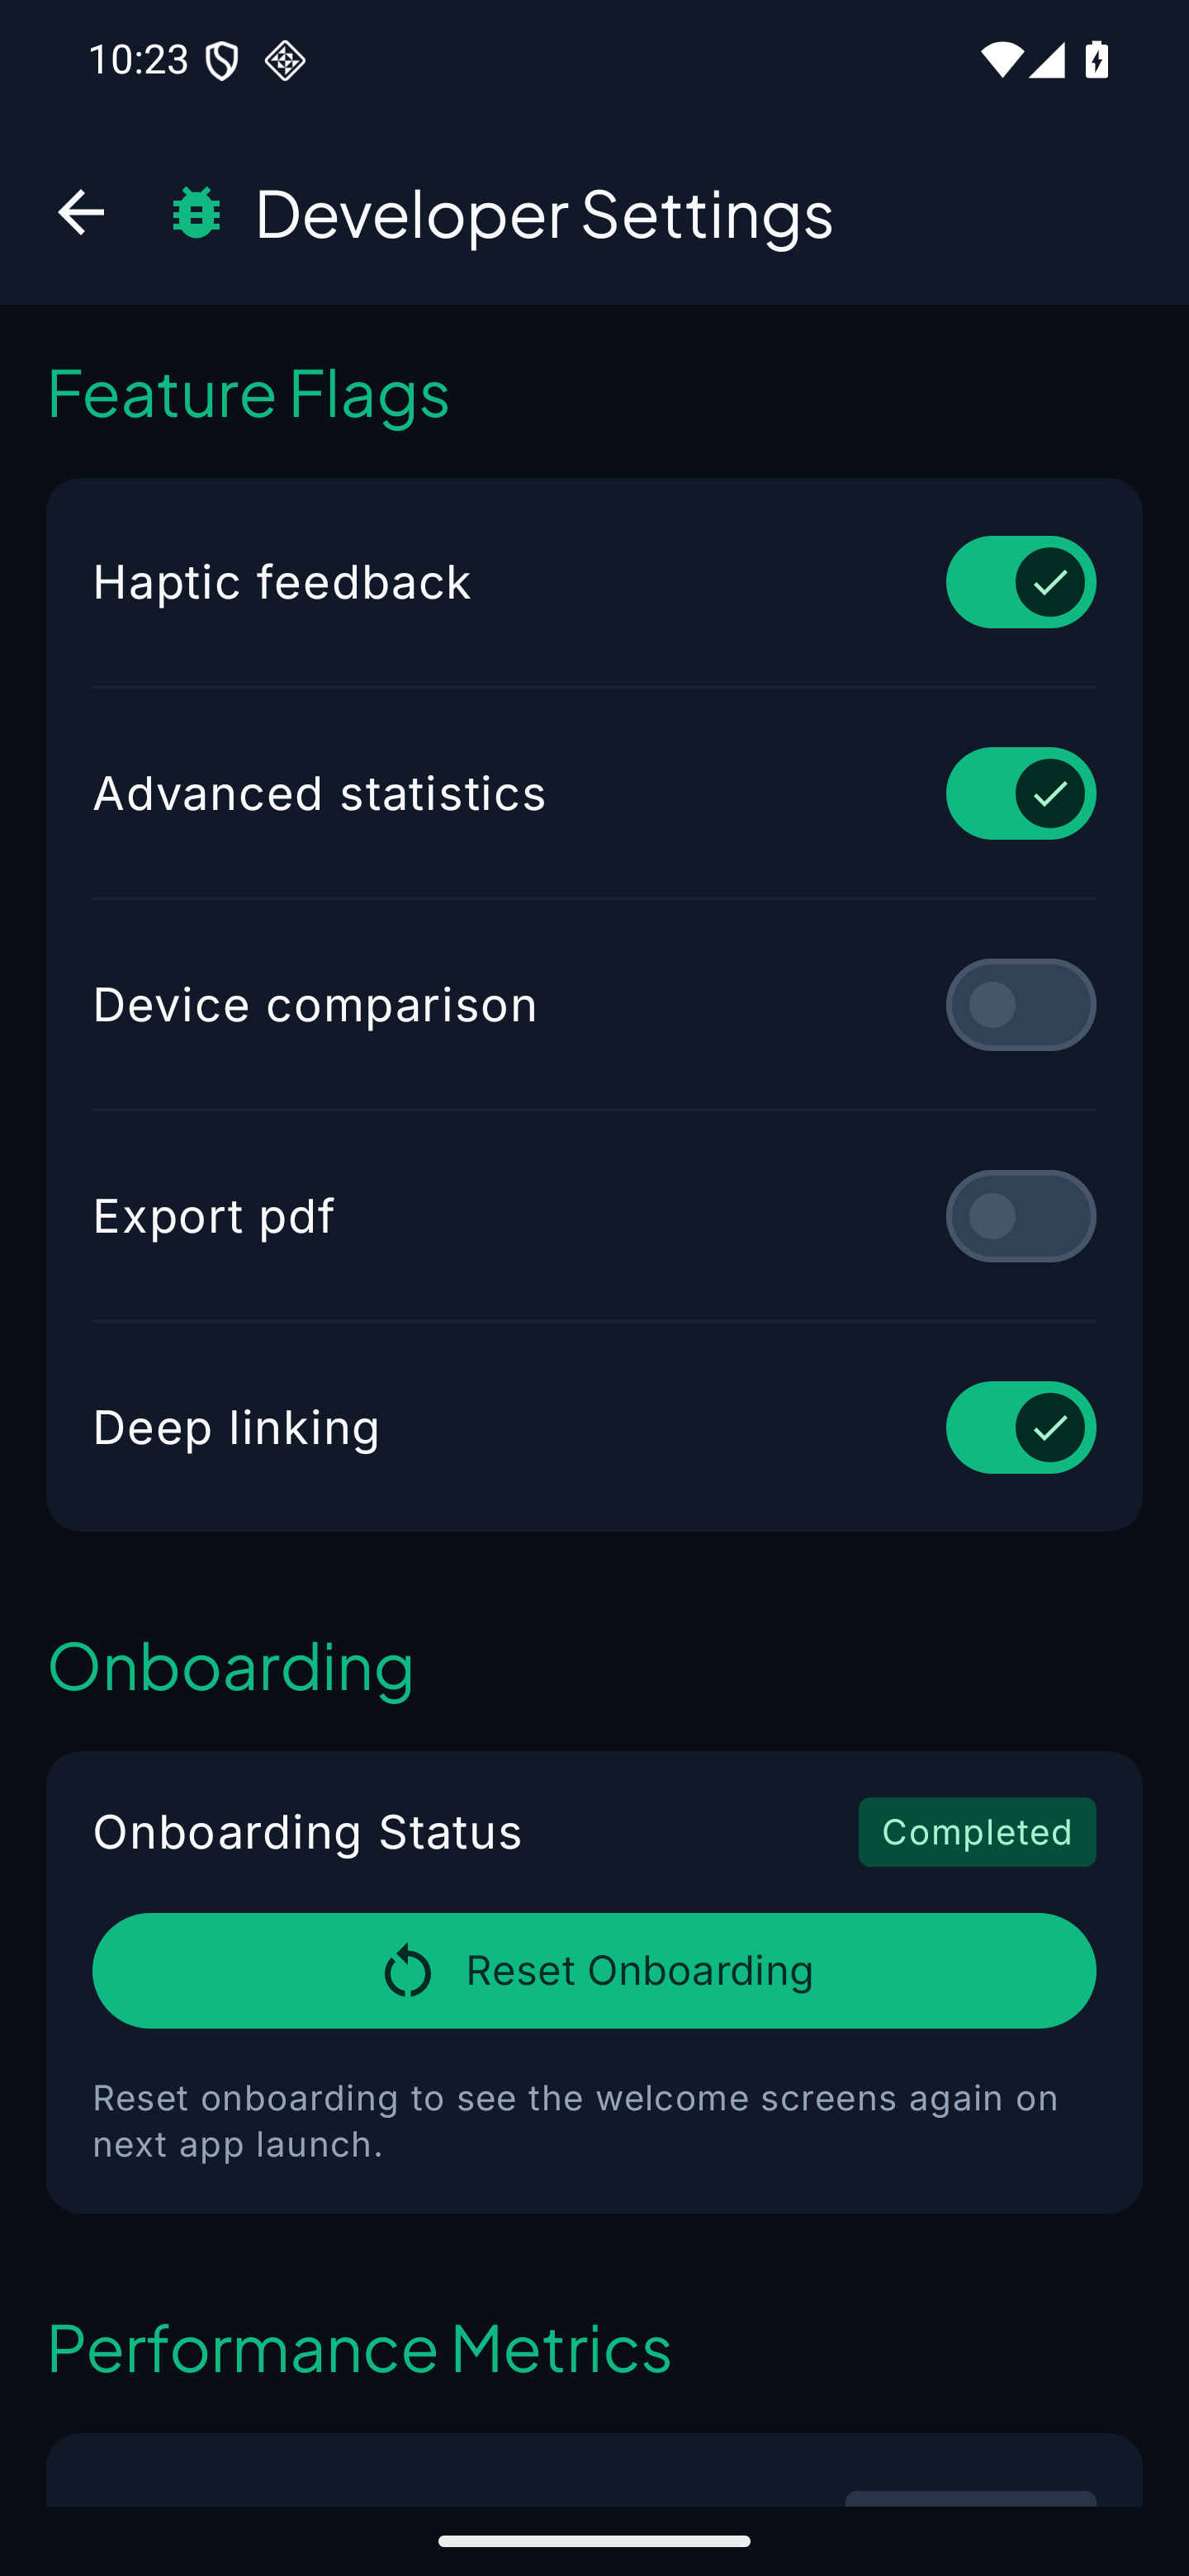 10:23
Developer Settings
Feature Flags
Haptic feedback
Advanced statistics
Device comparison
Export pdf
Deep linking
Onboarding
Onboarding Status
Completed
Reset Onboarding
Reset onboarding to see the welcome screens again on
next app launch.
Performance Metrics